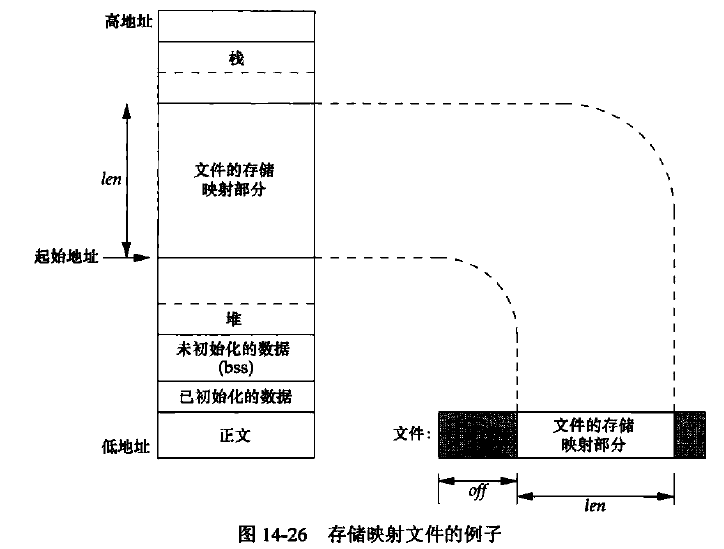 高地址
栈
len
文件的存储
映射部分
起始地址
堆
未初始化的数据
(bss)
已初始化的数据
正文
低地址
文件:
文件的存储
映射部分
off
len
图 14-26 存储映射文件的例子